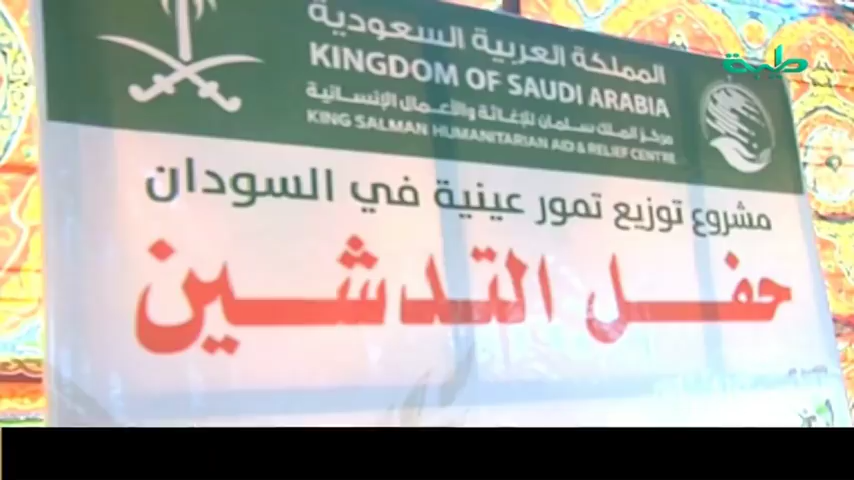 طيبة
المملكة العربية السعودية
KINGDOM OF SAUDI ARABIA
مركز الملك سلمان للإغاثة والأعمال الإنسانية
KING SALMAN HUMANITARIAN AID & RELIEF CENTRE
مشروع توزيع تمور عينية في السودان
حفل التدشين